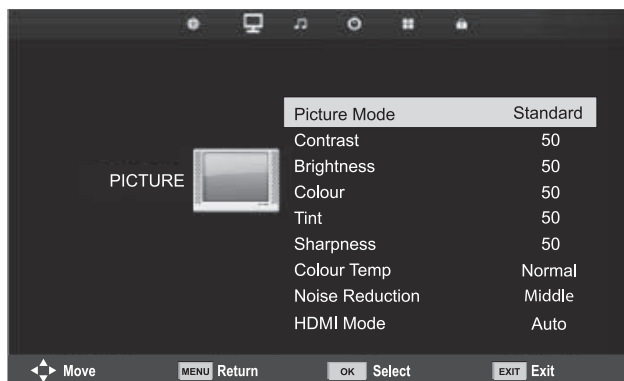 PICTURE
Picture Mode Standard
Contrast 50
Brightness 50
Colour 50
Tint 50
Sharpness 50
Colour Temp Normal
Noise Reduction Middle
HDMI Mode Auto
Move MENU Return OK Select EXIT Exit